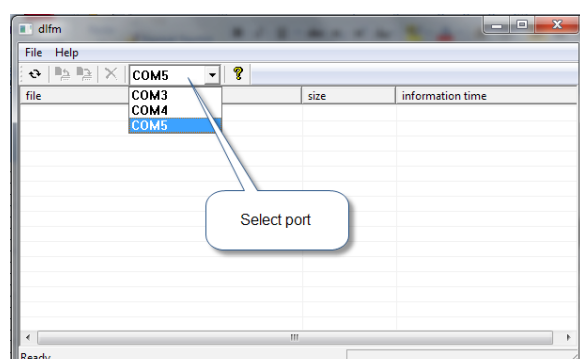 dlfm
File Help
COM5
file size information time
COM3
COM4
COM5
Select port
Ready